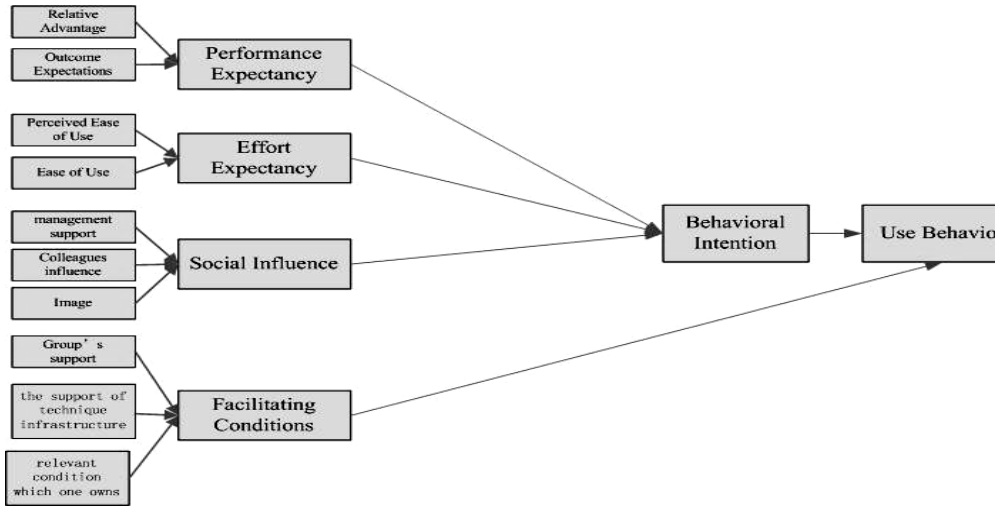 Relative
Advantage
Outcome
Expectations
Performance
Expectancy
Perceived Ease
of Use
Ease of Use
Effort
Expectancy
management
support
Colleagues
influence
Image
Social Influence
Group's
support
the support of
technique
infrastructure
relevant
condition
which one owns
Facilitating
Conditions
Behavioral
Intention
Use Behavio